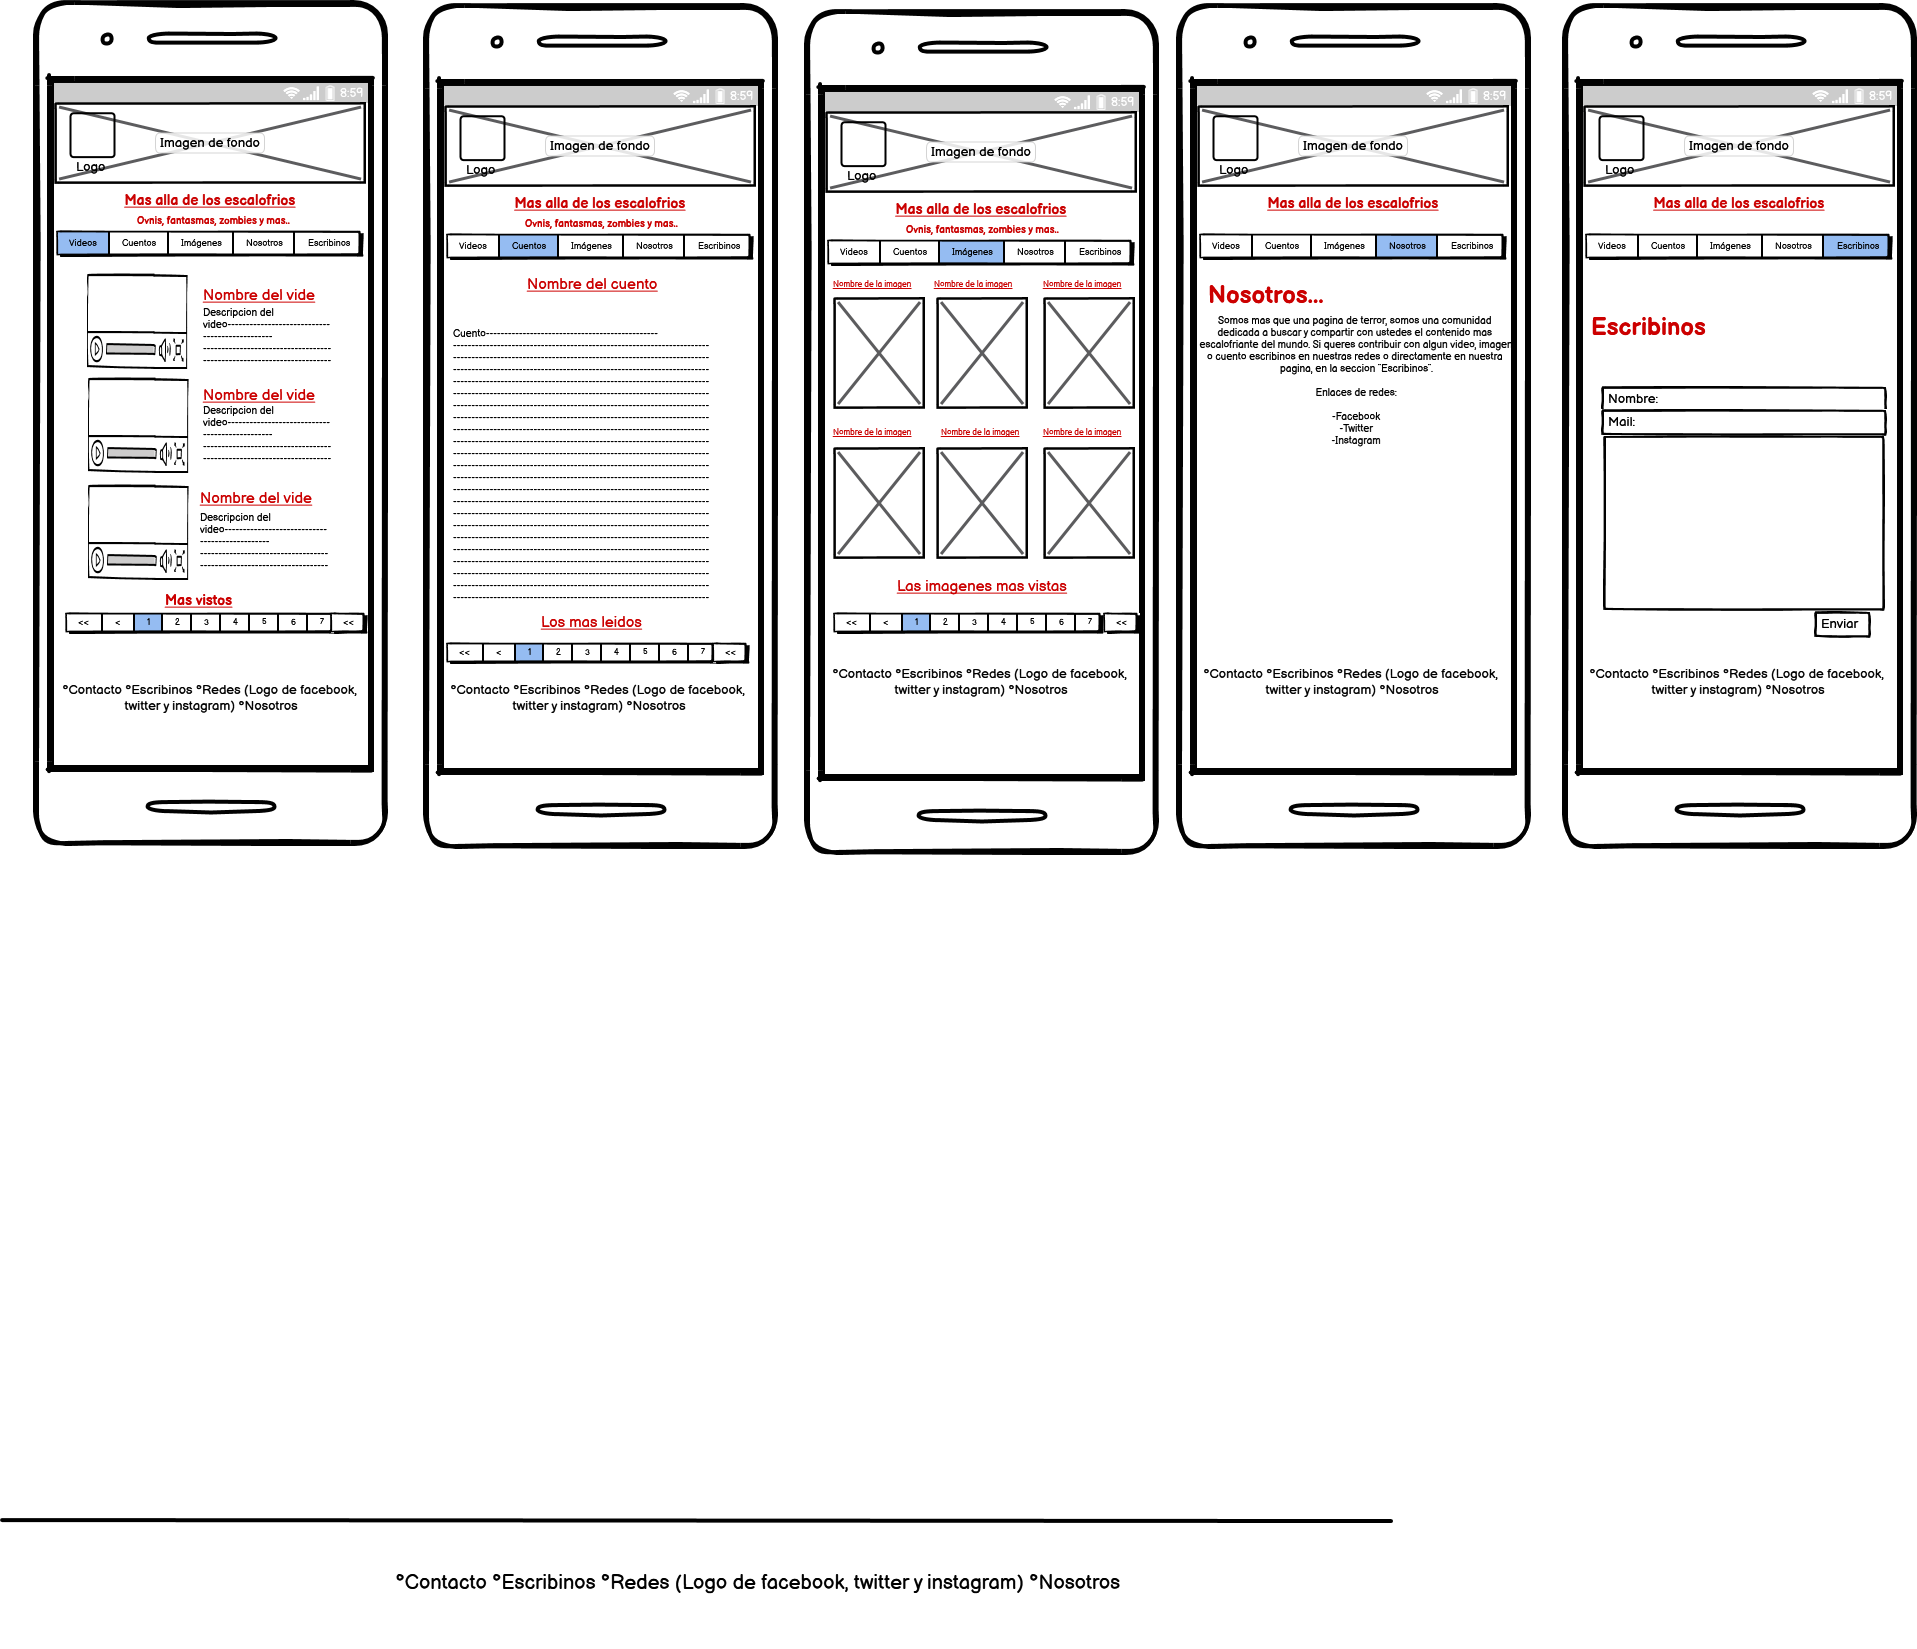 8:59
Imagen de fondo
Logo
Mas alla de los escalofrios
Ovnis, fantasmas, zombies y mas..
Videos Cuentos Imágenes Nosotros Escribinos
Nombre del vide
Descripcion del
video----------------------------
-------------------
-----------------------------------
-----------------------------------
Nombre del vide
Descripcion del
video----------------------------
-------------------
-----------------------------------
-----------------------------------
Nombre del vide
Descripcion del
video----------------------------
-------------------
-----------------------------------
-----------------------------------
Mas vistos
<< < 1 2 3 4 5 6 7 <<
°Contacto °Escribinos °Redes (Logo de facebook,
twitter y instagram) °Nosotros
8:59
Imagen de fondo
Logo
Mas alla de los escalofrios
Ovnis, fantasmas, zombies y mas..
Videos Cuentos Imágenes Nosotros Escribinos
Nombre del cuento
Cuento-----------------------------------------------
Los mas leidos
<< < 1 2 3 4 5 6 7 <<
°Contacto °Escribinos °Redes (Logo de facebook,
twitter y instagram) °Nosotros
8:59
Imagen de fondo
Logo
Mas alla de los escalofrios
Ovnis, fantasmas, zombies y mas..
Videos Cuentos Imágenes Nosotros Escribinos
Nombre de la imagen Nombre de la imagen Nombre de la imagen
Nombre de la imagen Nombre de la imagen Nombre de la imagen
Las imagenes mas vistas
<< < 1 2 3 4 5 6 7 <<
°Contacto °Escribinos °Redes (Logo de facebook,
twitter y instagram) °Nosotros
8:59
Imagen de fondo
Logo
Mas alla de los escalofrios
Videos Cuentos Imágenes Nosotros Escribinos
Nosotros...
Somos mas que una pagina de terror, somos una comunidad
dedicada a buscar y compartir con ustedes el contenido mas
escalofriante del mundo. Si queres contribuir con algun video, imagen
o cuento escribinos en nuestras redes o directamente en nuestra
pagina, en la seccion "Escribinos".
Enlaces de redes:
-Facebook
-Twitter
-Instagram
°Contacto °Escribinos °Redes (Logo de facebook,
twitter y instagram) °Nosotros
8:59
Imagen de fondo
Logo
Mas alla de los escalofrios
Videos Cuentos Imágenes Nosotros Escribinos
Escribinos
Nombre:
Mail:
Enviar
°Contacto °Escribinos °Redes (Logo de facebook,
twitter y instagram) °Nosotros
°Contacto °Escribinos °Redes (Logo de facebook, twitter y instagram) °Nosotros